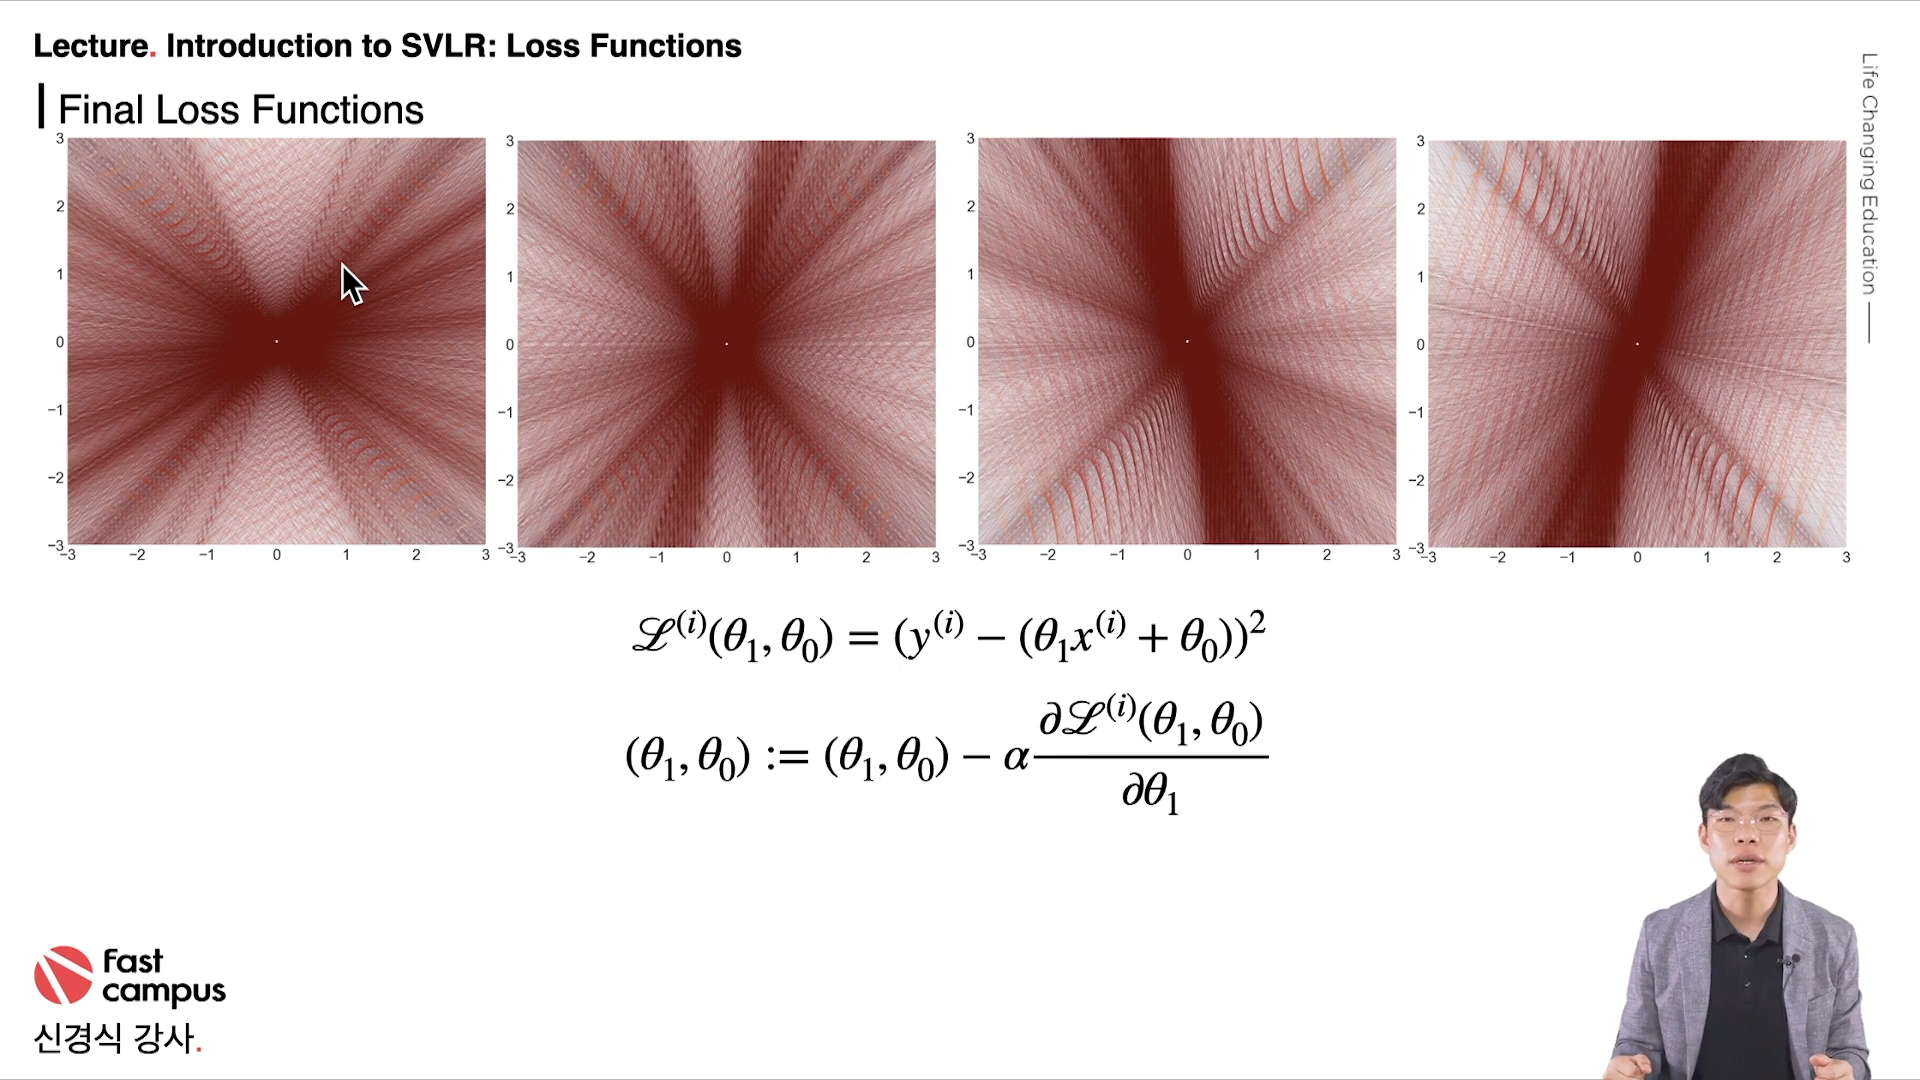 Lecture. Introduction to SVLR: Loss Functions
Final Loss Functions
3 2 1 0 −1 −2 −3
−3 −2 −1 0 1 2 3
3 2 1 0 −1 −2 −3
−3 −2 −1 0 1 2 3
3 2 1 0 −1 −2 −3
−3 −2 −1 0 1 2 3
3 2 1 0 −1 −2 −3
−3 −2 −1 0 1 2 3
Life Changing Education
ℒ⁽ⁱ⁾(θ₁, θ₀) = (y⁽ⁱ⁾ − (θ₁x⁽ⁱ⁾ + θ₀))²
(θ₁, θ₀) := (θ₁, θ₀) − α ∂ℒ⁽ⁱ⁾(θ₁, θ₀) / ∂θ₁
fast
campus
신경식 강사.